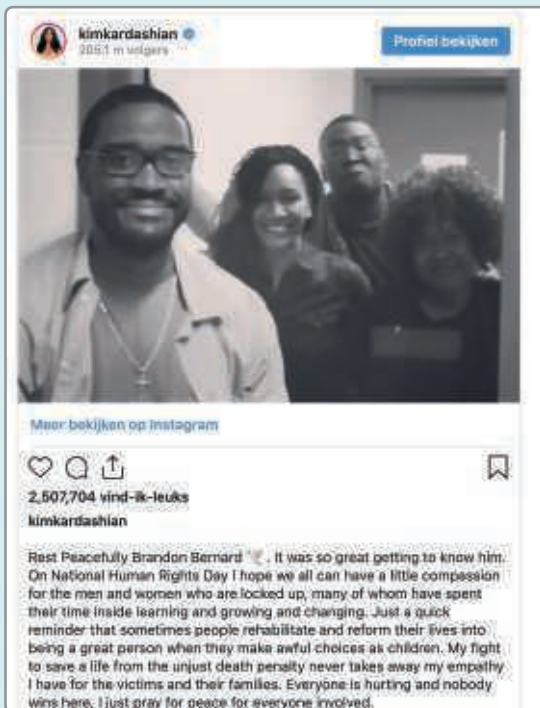 kimkardashian
205.1 m volgers
Profiel bekijken
Meer bekijken op Instagram
2,507,704 vind-ik-leuks
kimkardashian
Rest Peacefully Brandon Bernard 🕊 . It was so great getting to know him.
On National Human Rights Day I hope we all can have a little compassion
for the men and women who are locked up, many of whom have spent
their time inside learning and growing and changing. Just a quick
reminder that sometimes people rehabilitate and reform their lives into
being a great person when they make awful choices as children. My fight
to save a life from the unjust death penalty never takes away my empathy
I have for the victims and their families. Everyone is hurting and nobody
wins here. I just pray for peace for everyone involved.